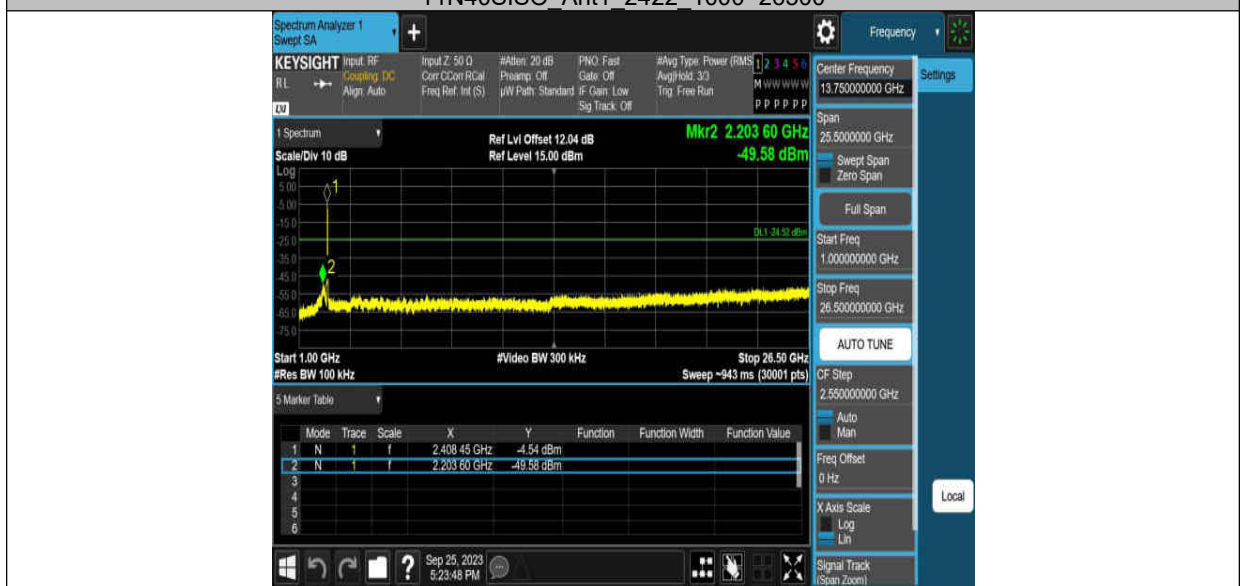 11N40SISO_Ant1_2422_1000~26500
Spectrum Analyzer 1
Swept SA
+
Frequency
KEYSIGHT
RL
LXI
Input: RF
Coupling: DC
Align: Auto
Input Z: 50 Ω
Corr CCorr RCal
Freq Ref: Int (S)
#Atten: 20 dB
Preamp: Off
µW Path: Standard
PNO: Fast
Gate: Off
IF Gain: Low
Sig Track: Off
#Avg Type: Power (RMS
Avg|Hold: 3/3
Trig: Free Run
1 2 3 4 5 6
M W W W W W
P P P P P P
1 Spectrum
Scale/Div 10 dB
Ref Lvl Offset 12.04 dB
Ref Level 15.00 dBm
Mkr2 2.203 60 GHz
-49.58 dBm
Log
5.00
-5.00
-15.0
-25.0
-35.0
-45.0
-55.0
-65.0
-75.0
1
2
DL1 -24.52 dBm
Start 1.00 GHz
#Res BW 100 kHz
#Video BW 300 kHz
Stop 26.50 GHz
Sweep ~943 ms (30001 pts)
5 Marker Table
Mode Trace Scale X Y Function Function Width Function Value
1 N 1 f 2.408 45 GHz -4.54 dBm
2 N 1 f 2.203 60 GHz -49.58 dBm
3
4
5
6
?
Sep 25, 2023
5:23:48 PM
Center Frequency
13.750000000 GHz
Span
25.5000000 GHz
Swept Span
Zero Span
Full Span
Start Freq
1.000000000 GHz
Stop Freq
26.500000000 GHz
AUTO TUNE
CF Step
2.550000000 GHz
Auto
Man
Freq Offset
0 Hz
X Axis Scale
Log
Lin
Signal Track
(Span Zoom)
Settings
Local